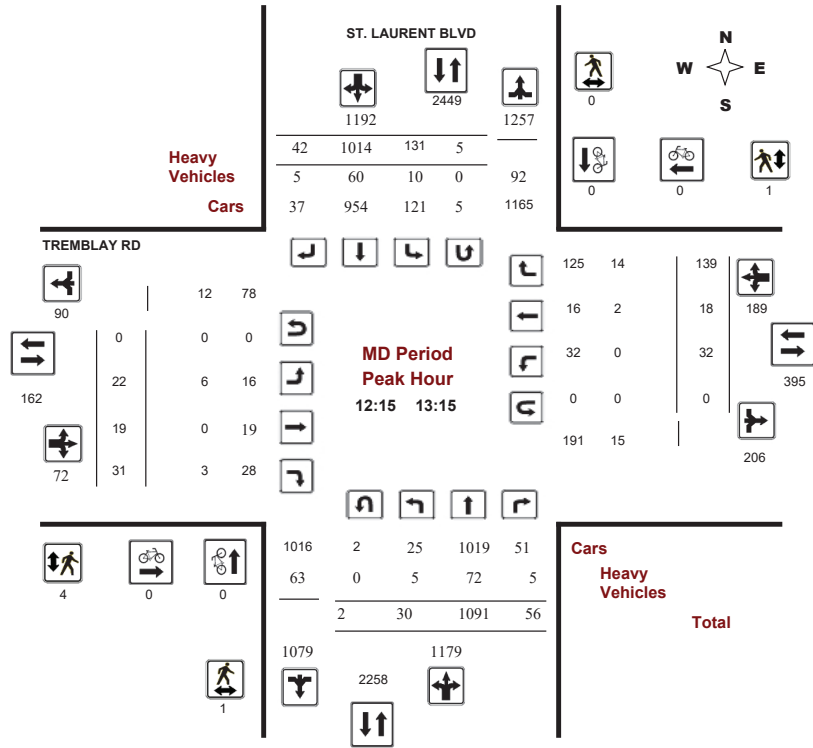 ST. LAURENT BLVD
N
W E
S
2449
0
1192 1257
42 1014 131 5
Heavy
Vehicles
5 60 10 0 92
Cars
37 954 121 5 1165
0 0 1
TREMBLAY RD
125 14 139
90
12 78
189
16 2 18
0 0 0
MD Period
Peak Hour
12:15 13:15
162
22 6 16
32 0 32
395
0 0 0
19 0 19
72
31 3 28
191 15
206
1016 2 25 1019 51
Cars
63 0 5 72 5
Heavy
Vehicles
4 0 0
2 30 1091 56
Total
1079 1179
2258
1